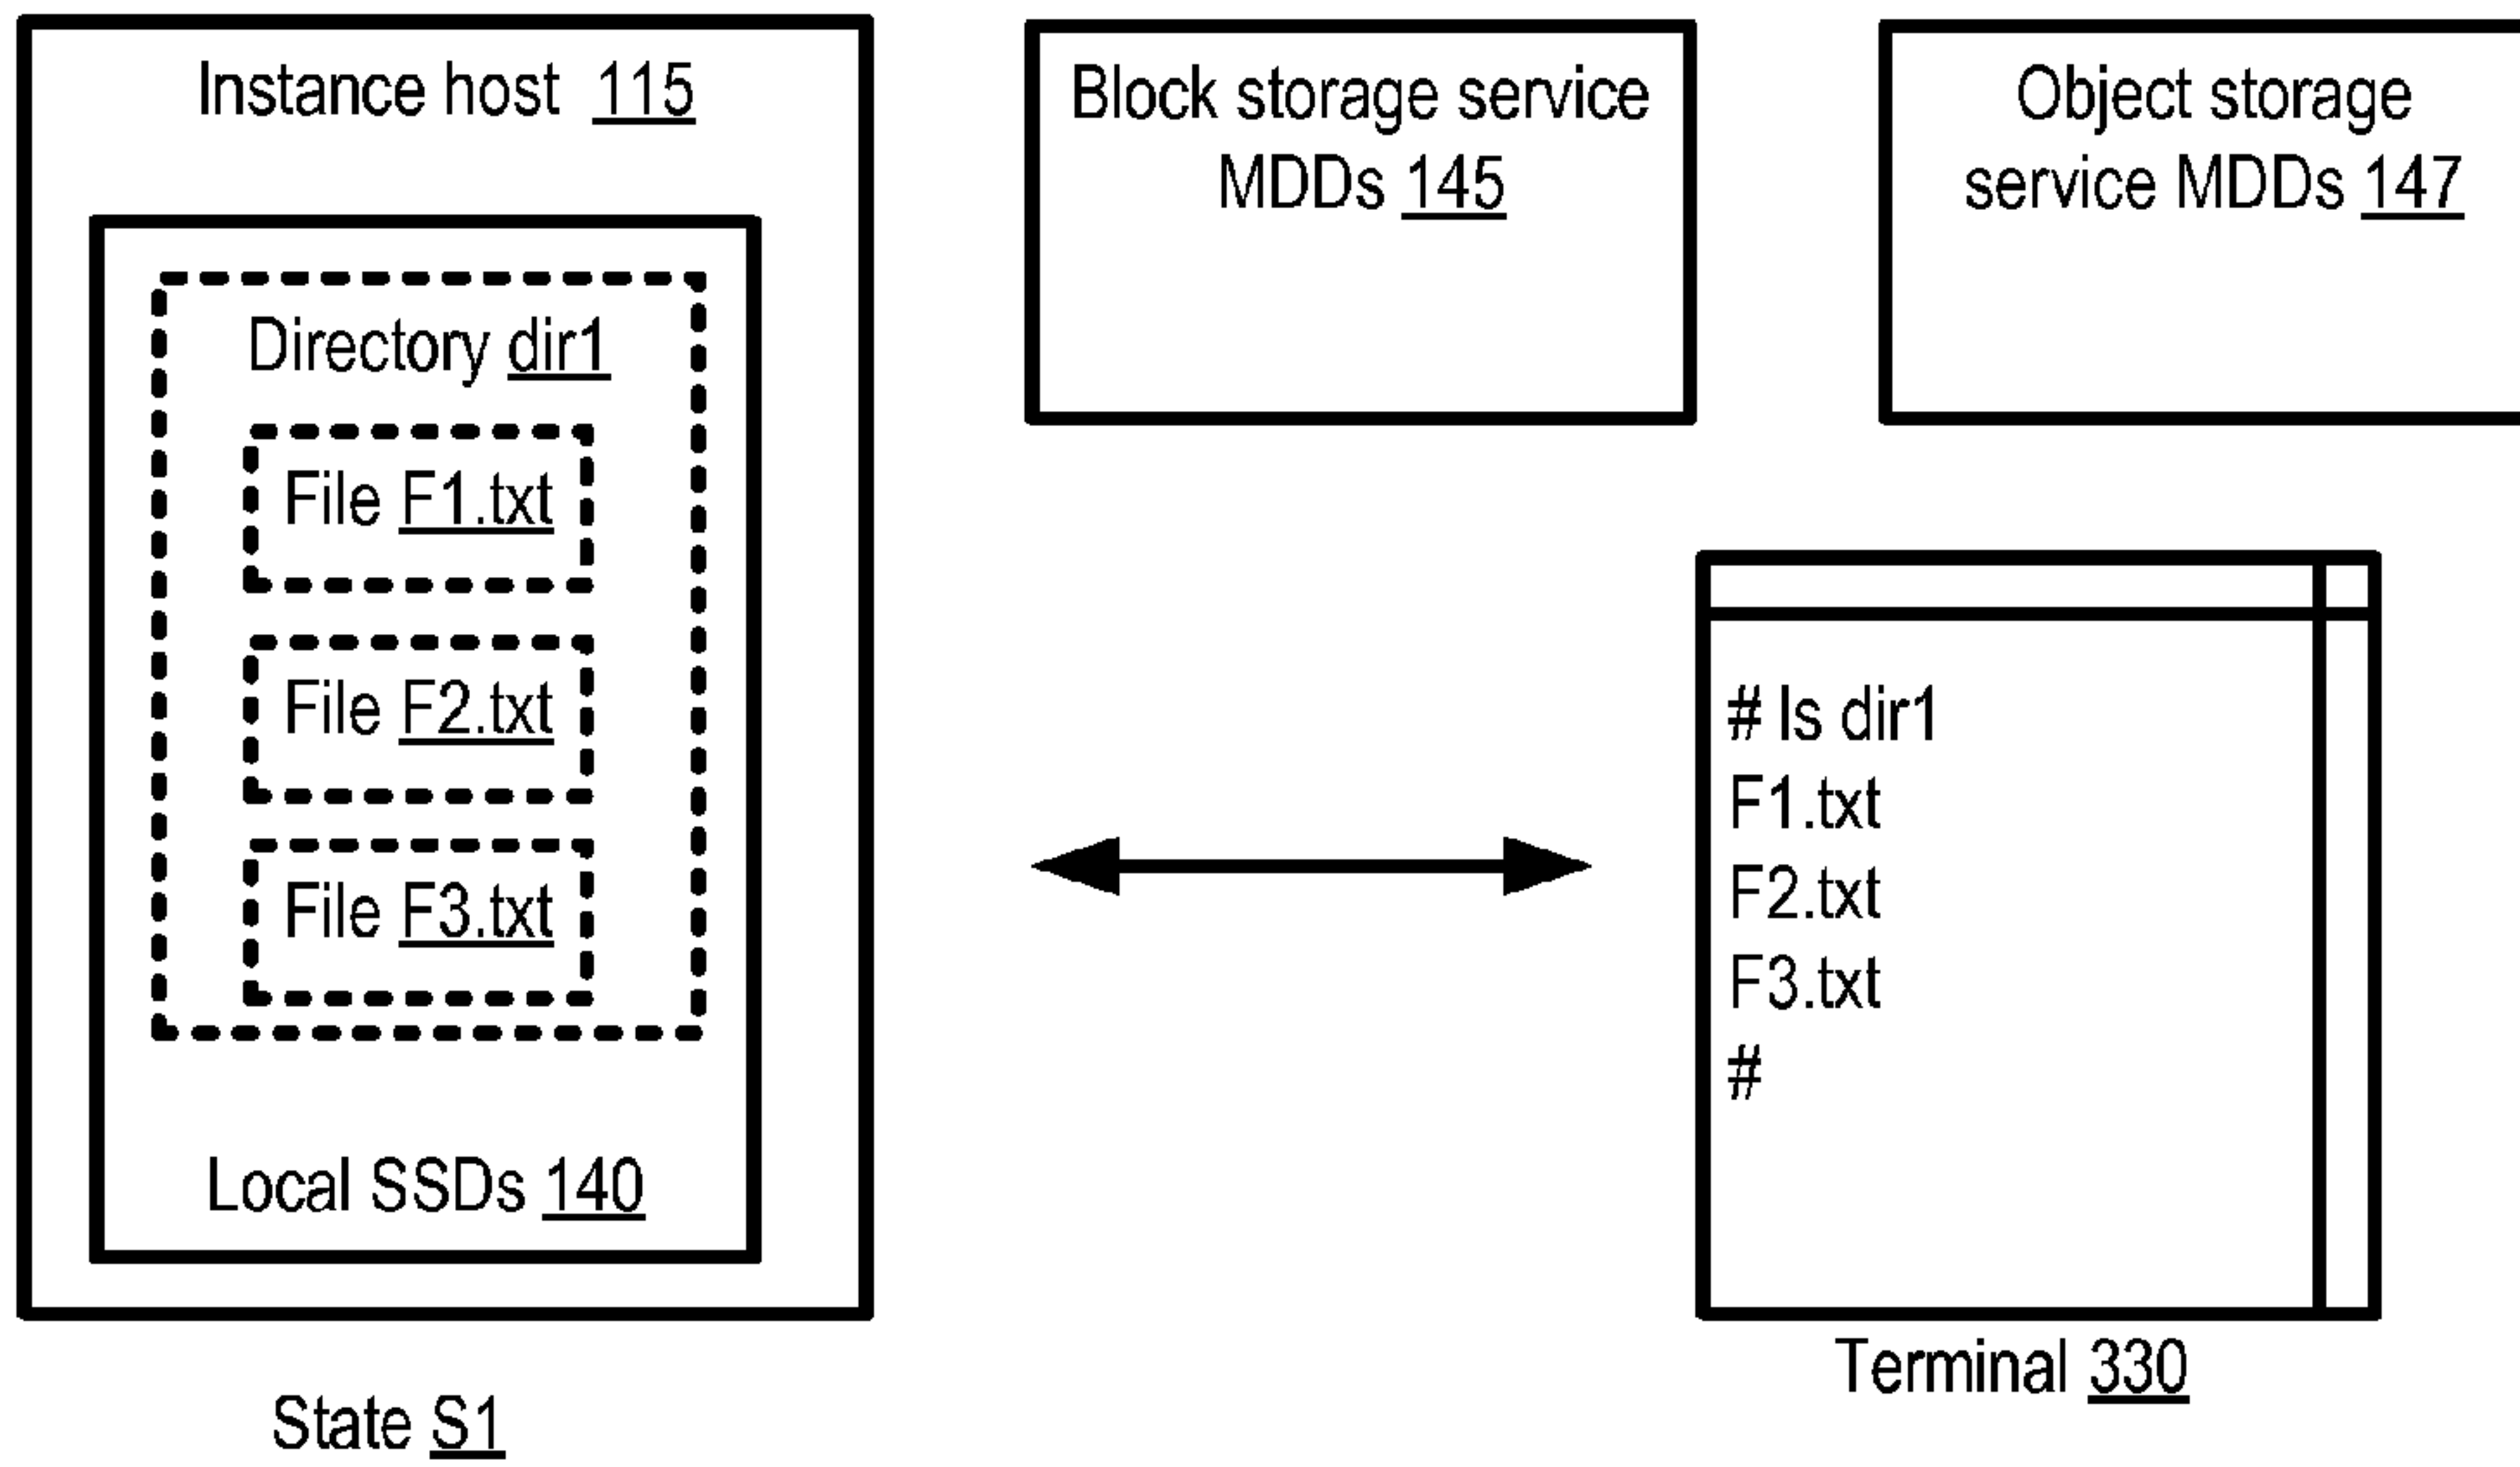 Instance host 115
Directory dir1
File F1.txt
File F2.txt
File F3.txt
Local SSDs 140
State S1
Block storage service
MDDs 145
Object storage
service MDDs 147
# ls dir1
F1.txt
F2.txt
F3.txt
#
Terminal 330